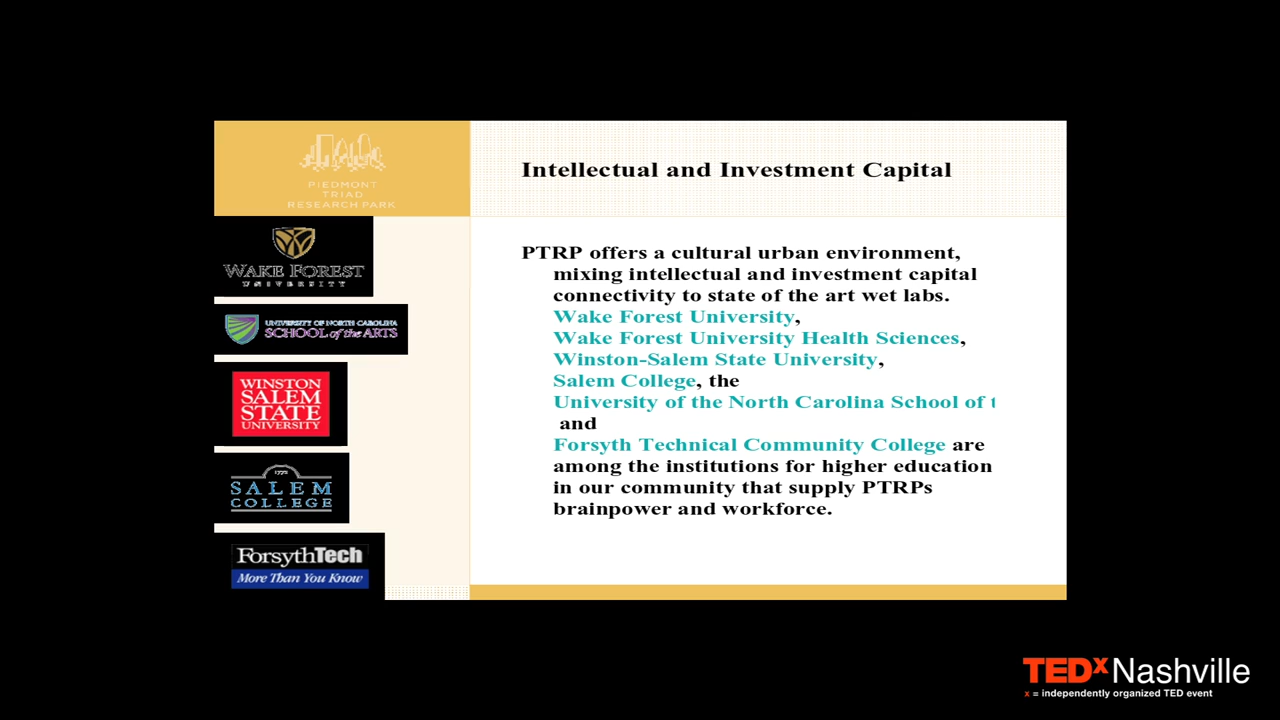 PIEDMONT
TRIAD
RESEARCH PARK
Intellectual and Investment Capital
WAKE FOREST
UNIVERSITY
UNIVERSITY OF NORTH CAROLINA
SCHOOL of the ARTS
WINSTON
SALEM
STATE
UNIVERSITY
1772
SALEM
COLLEGE
ForsythTech
More Than You Know
PTRP offers a cultural urban environment,
mixing intellectual and investment capital
connectivity to state of the art wet labs.
Wake Forest University,
Wake Forest University Health Sciences,
Winston-Salem State University,
Salem College, the
University of the North Carolina School of t
and
Forsyth Technical Community College are
among the institutions for higher education
in our community that supply PTRPs
brainpower and workforce.
TEDxNashville
x = independently organized TED event